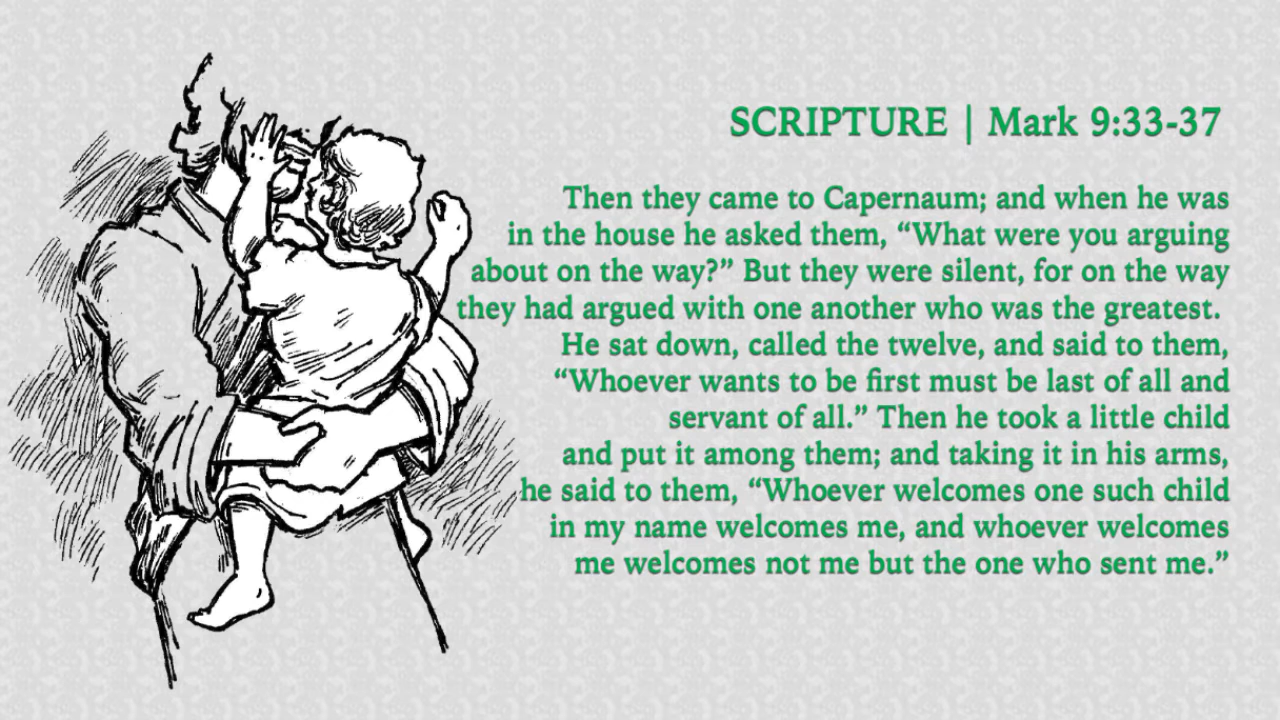 SCRIPTURE | Mark 9:33-37
Then they came to Capernaum; and when he was
in the house he asked them, “What were you arguing
about on the way?” But they were silent, for on the way
they had argued with one another who was the greatest.
He sat down, called the twelve, and said to them,
“Whoever wants to be first must be last of all and
servant of all.” Then he took a little child
and put it among them; and taking it in his arms,
he said to them, “Whoever welcomes one such child
in my name welcomes me, and whoever welcomes
me welcomes not me but the one who sent me.”